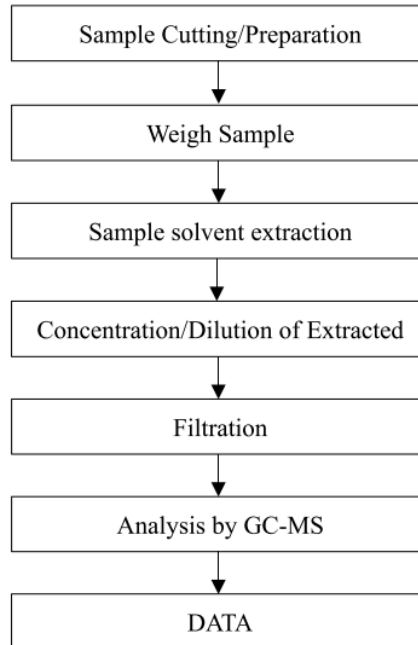 Sample Cutting/Preparation
Weigh Sample
Sample solvent extraction
Concentration/Dilution of Extracted
Filtration
Analysis by GC-MS
DATA